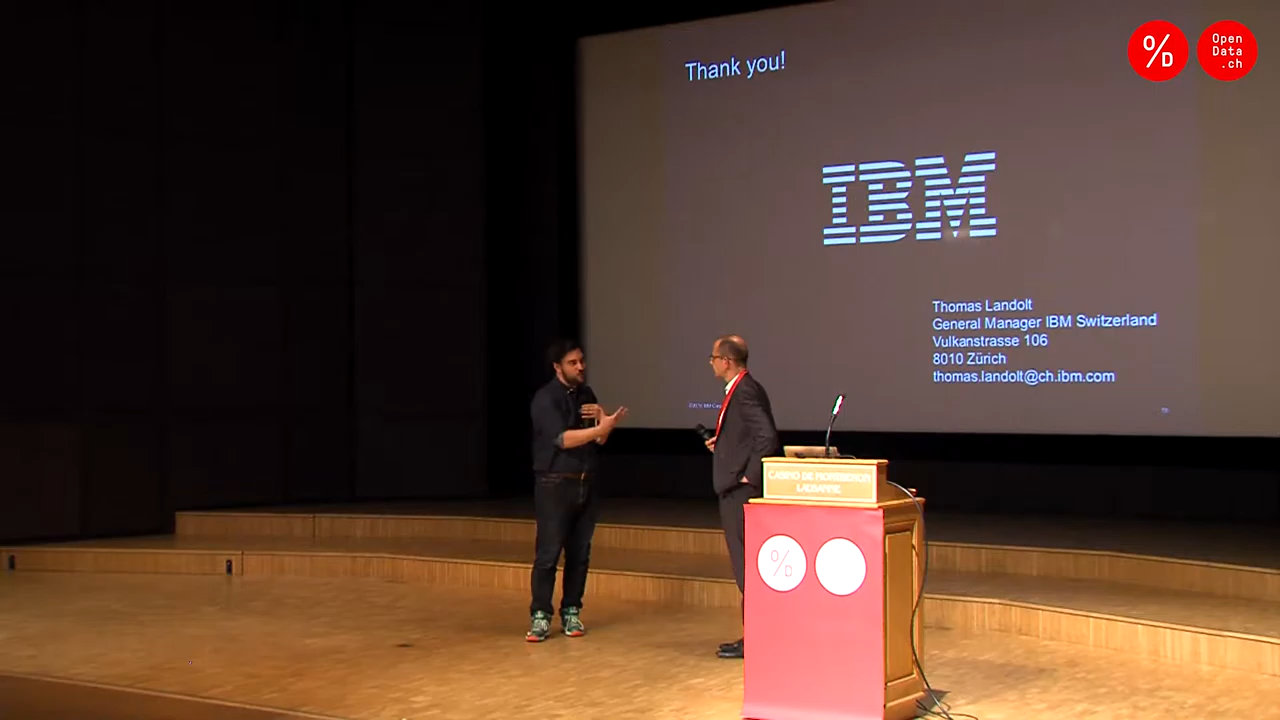 Thank you!
%D
Open
Data
.ch
IBM
Thomas Landolt
General Manager IBM Switzerland
Vulkanstrasse 106
8010 Zürich
thomas.landolt@ch.ibm.com
CASINO DE MONTBENON
LAUSANNE
%D